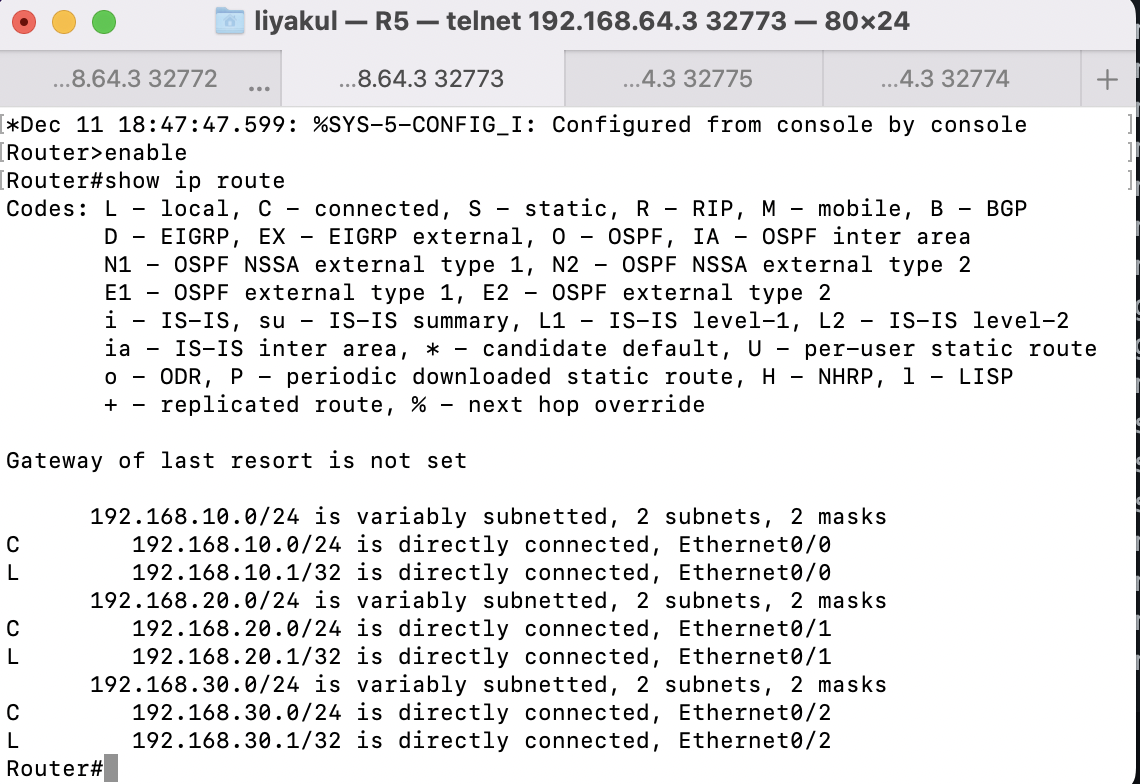 liyakul — R5 — telnet 192.168.64.3 32773 — 80×24
...8.64.3 32772 ...
...8.64.3 32773
...4.3 32775
...4.3 32774
+
[*Dec 11 18:47:47.599: %SYS-5-CONFIG_I: Configured from console by console ]
[Router>enable ]
[Router#show ip route ]
Codes: L - local, C - connected, S - static, R - RIP, M - mobile, B - BGP
D - EIGRP, EX - EIGRP external, O - OSPF, IA - OSPF inter area
N1 - OSPF NSSA external type 1, N2 - OSPF NSSA external type 2
E1 - OSPF external type 1, E2 - OSPF external type 2
i - IS-IS, su - IS-IS summary, L1 - IS-IS level-1, L2 - IS-IS level-2
ia - IS-IS inter area, * - candidate default, U - per-user static route
o - ODR, P - periodic downloaded static route, H - NHRP, l - LISP
+ - replicated route, % - next hop override
Gateway of last resort is not set
192.168.10.0/24 is variably subnetted, 2 subnets, 2 masks
C 192.168.10.0/24 is directly connected, Ethernet0/0
L 192.168.10.1/32 is directly connected, Ethernet0/0
192.168.20.0/24 is variably subnetted, 2 subnets, 2 masks
C 192.168.20.0/24 is directly connected, Ethernet0/1
L 192.168.20.1/32 is directly connected, Ethernet0/1
192.168.30.0/24 is variably subnetted, 2 subnets, 2 masks
C 192.168.30.0/24 is directly connected, Ethernet0/2
L 192.168.30.1/32 is directly connected, Ethernet0/2
Router#